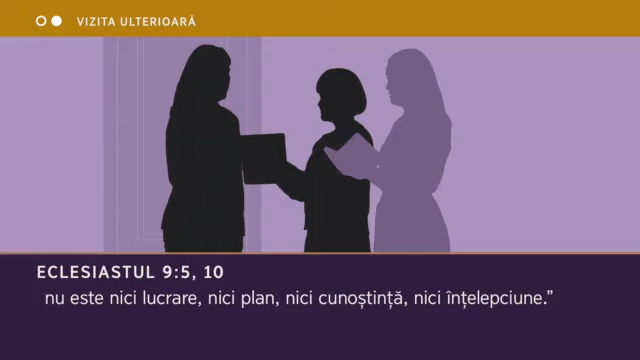 VIZITA ULTERIOARĂ
ECLESIASTUL 9:5, 10
nu este nici lucrare, nici plan, nici cunoștință, nici înțelepciune.”